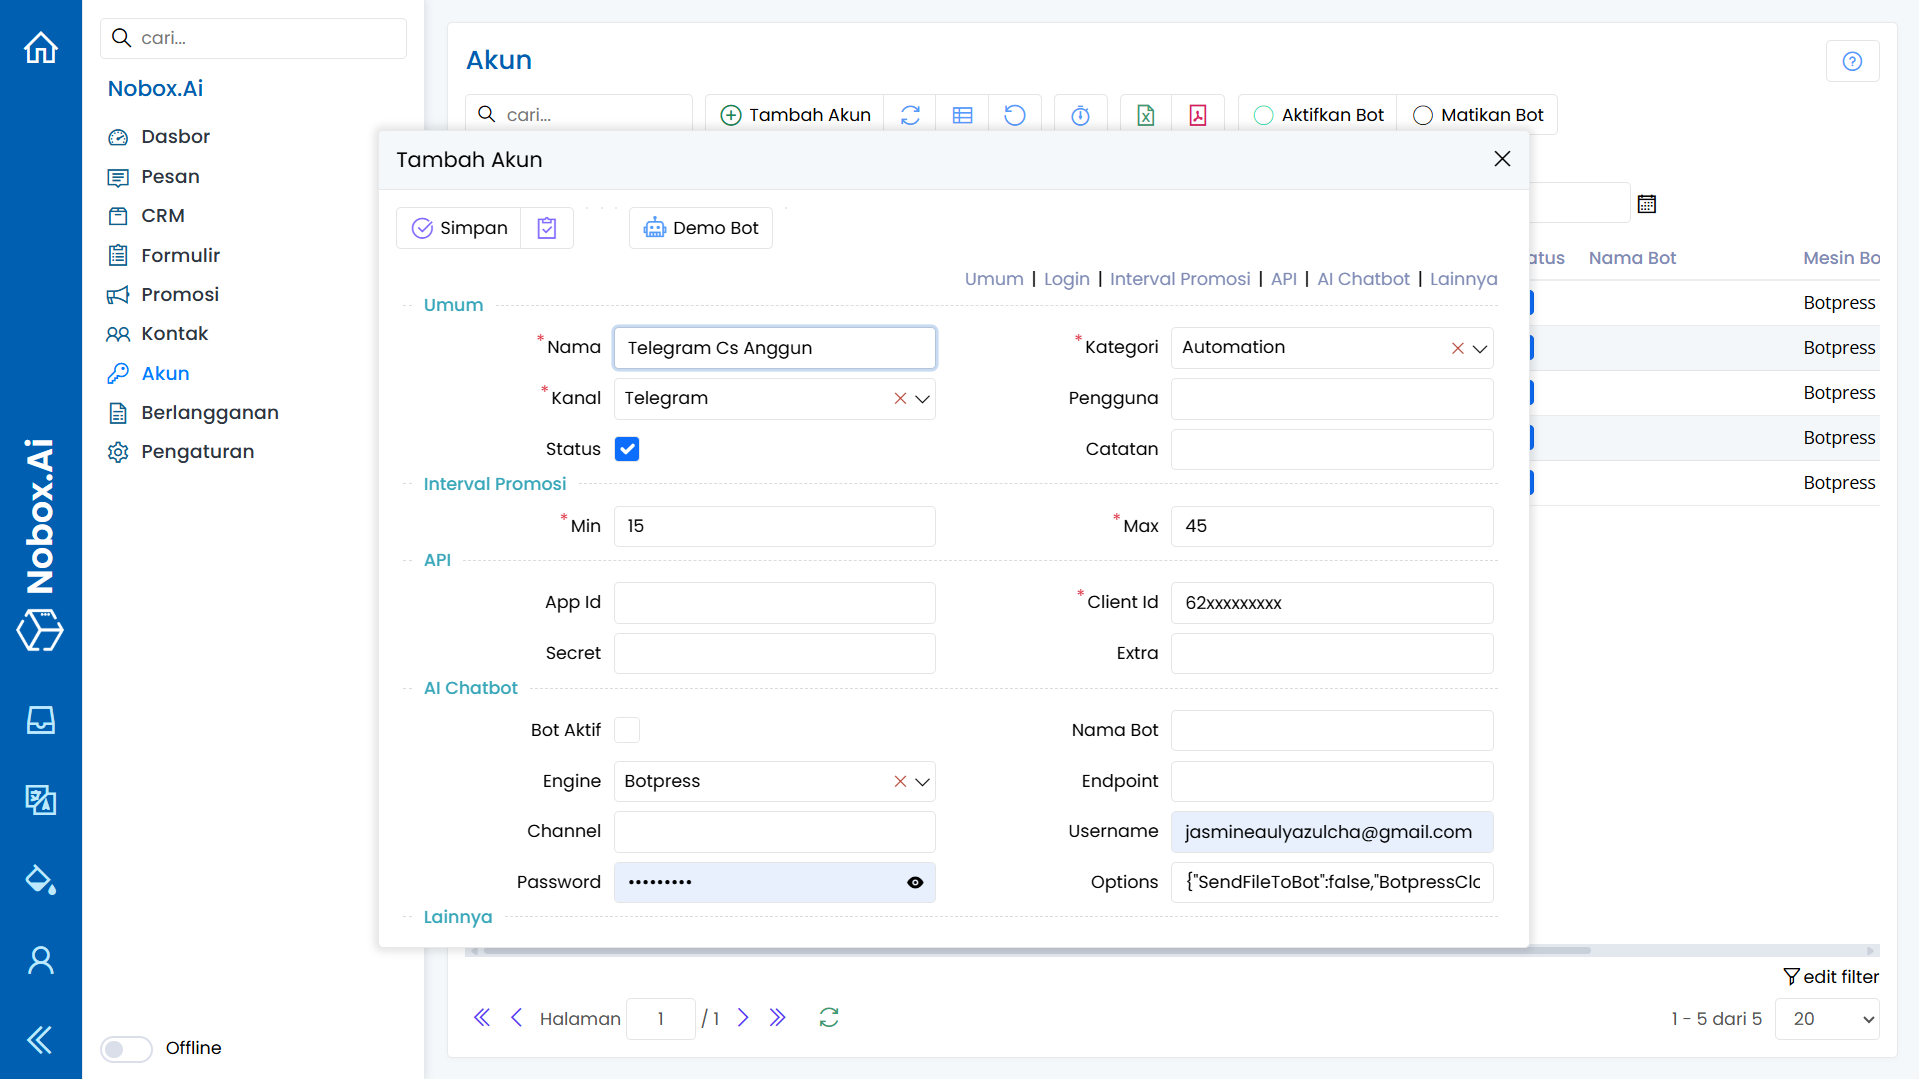 cari...
Nobox.Ai
Dasbor
Pesan
CRM
Formulir
Promosi
Kontak
Akun
Berlangganan
Pengaturan
Offline
Nobox.Ai
Akun
cari...
Tambah Akun
Aktifkan Bot
Matikan Bot
Tambah Akun
Simpan
Demo Bot
Umum | Login | Interval Promosi | API | AI Chatbot | Lainnya
Umum
*Nama Telegram Cs Anggun
*Kategori Automation
*Kanal Telegram
Pengguna
Status
Catatan
Interval Promosi
*Min 15
*Max 45
API
App Id
*Client Id 62xxxxxxxxx
Secret
Extra
AI Chatbot
Bot Aktif
Nama Bot
Engine Botpress
Endpoint
Channel
Username jasmineaulyazulcha@gmail.com
Password •••••••••
Options {"SendFileToBot":false,"BotpressClo
Lainnya
atus Nama Bot Mesin Bo
Botpress
Botpress
Botpress
Botpress
Botpress
edit filter
Halaman 1 / 1
1 - 5 dari 5 20